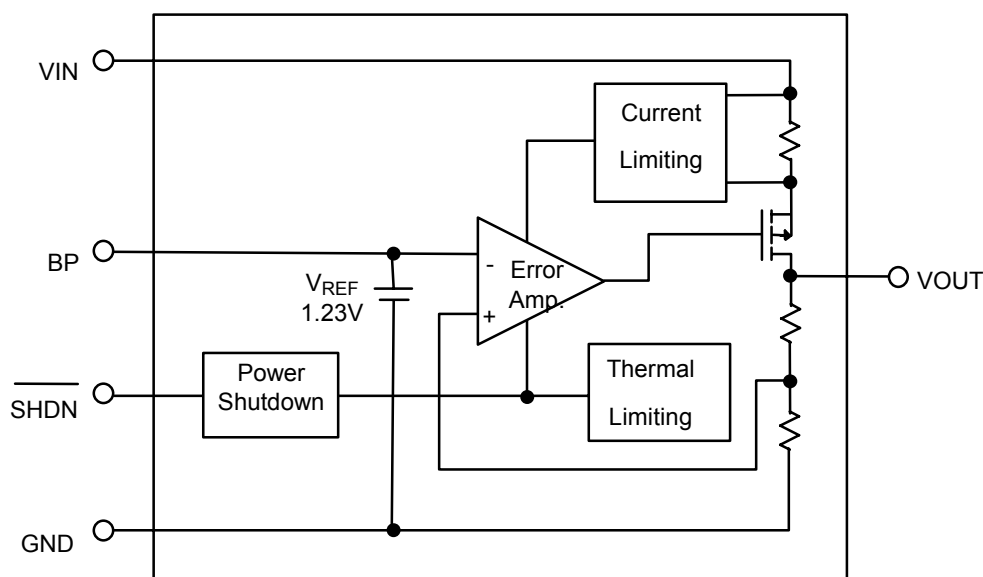 VIN
Current
Limiting
BP
-
Error
Amp.
VREF
1.23V
+
VOUT
Power
Shutdown
Thermal
Limiting
SHDN
GND